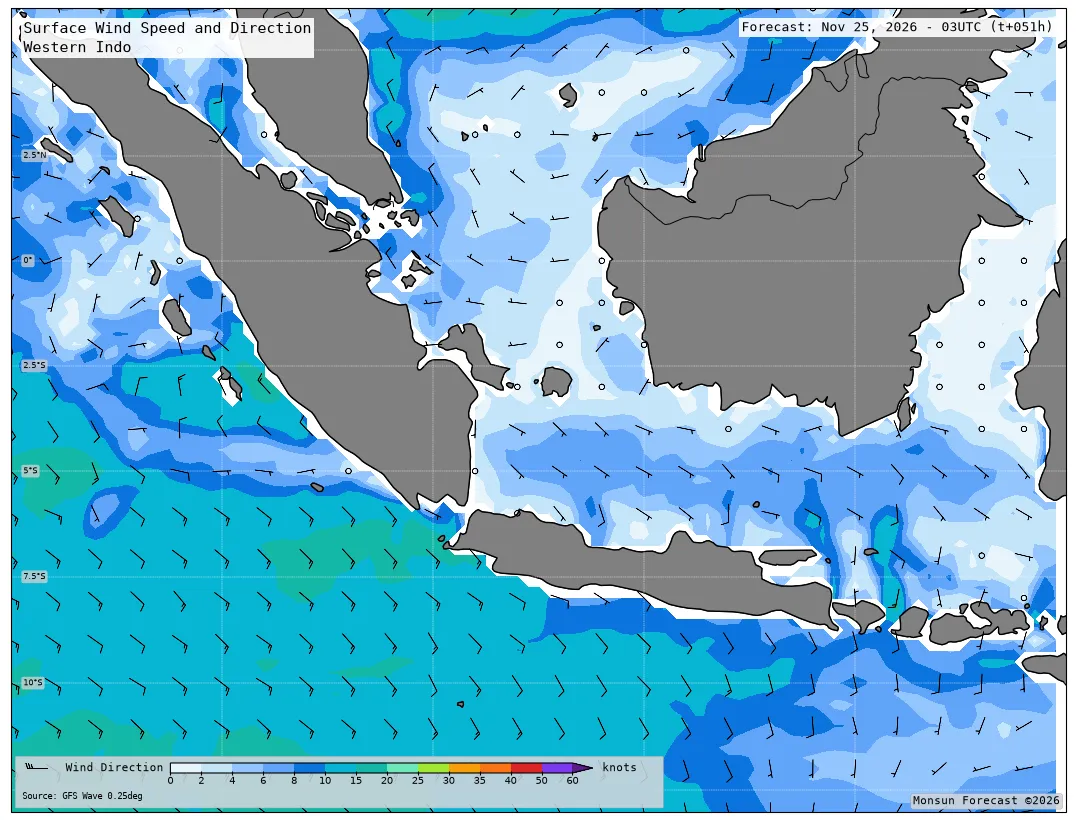 Surface Wind Speed and Direction
Western Indo
Forecast: Nov 25, 2026 - 03UTC (t+051h)
2.5°N
0°
2.5°S
5°S
7.5°S
10°S
Wind Direction
0 2 4 6 8 10 15 20 25 30 35 40 50 60
knots
Source: GFS Wave 0.25deg
Monsun Forecast ©2026